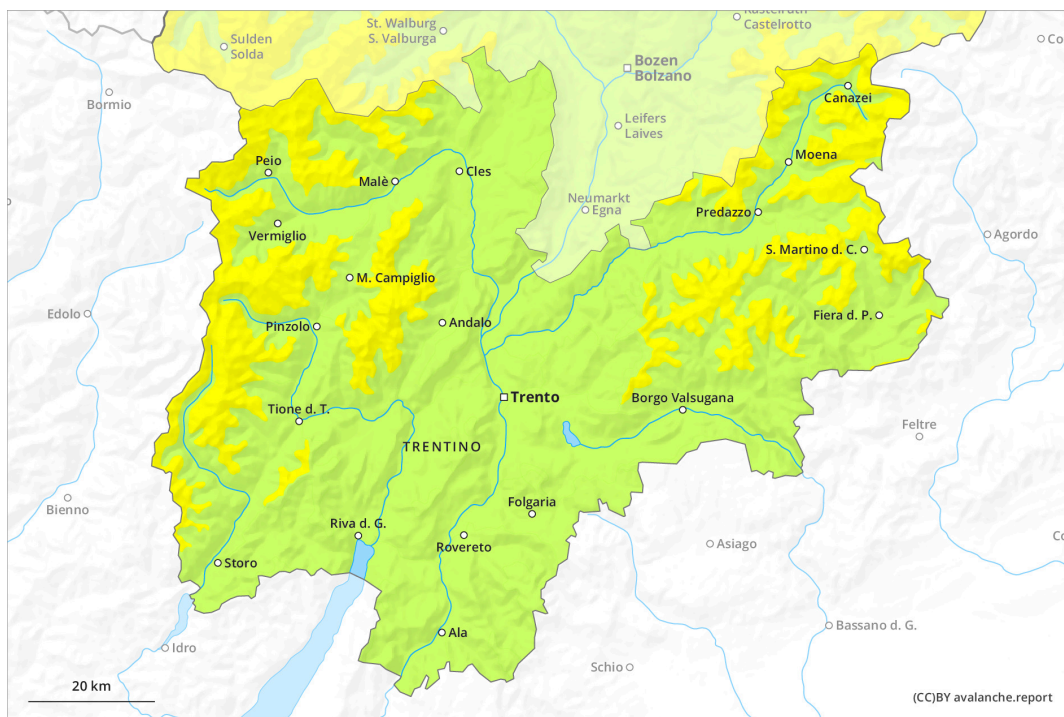 Kastelruth
Castelrotto
St. Walburg
S. Valburga
Sulden
Solda
Bozen
Bolzano
Canazei
Bormio
Leifers
Laives
Moena
Peio
Malè
Cles
Neumarkt
Egna
Predazzo
Vermiglio
Agordo
S. Martino d. C.
M. Campiglio
Edolo
Pinzolo
Andalo
Fiera d. P.
Trento
Borgo Valsugana
Tione d. T.
Feltre
TRENTINO
Bienno
Folgaria
Riva d. G.
Rovereto
Asiago
Storo
Ala
Bassano d. G.
Idro
Schio
20 km
(CC)BY avalanche.report